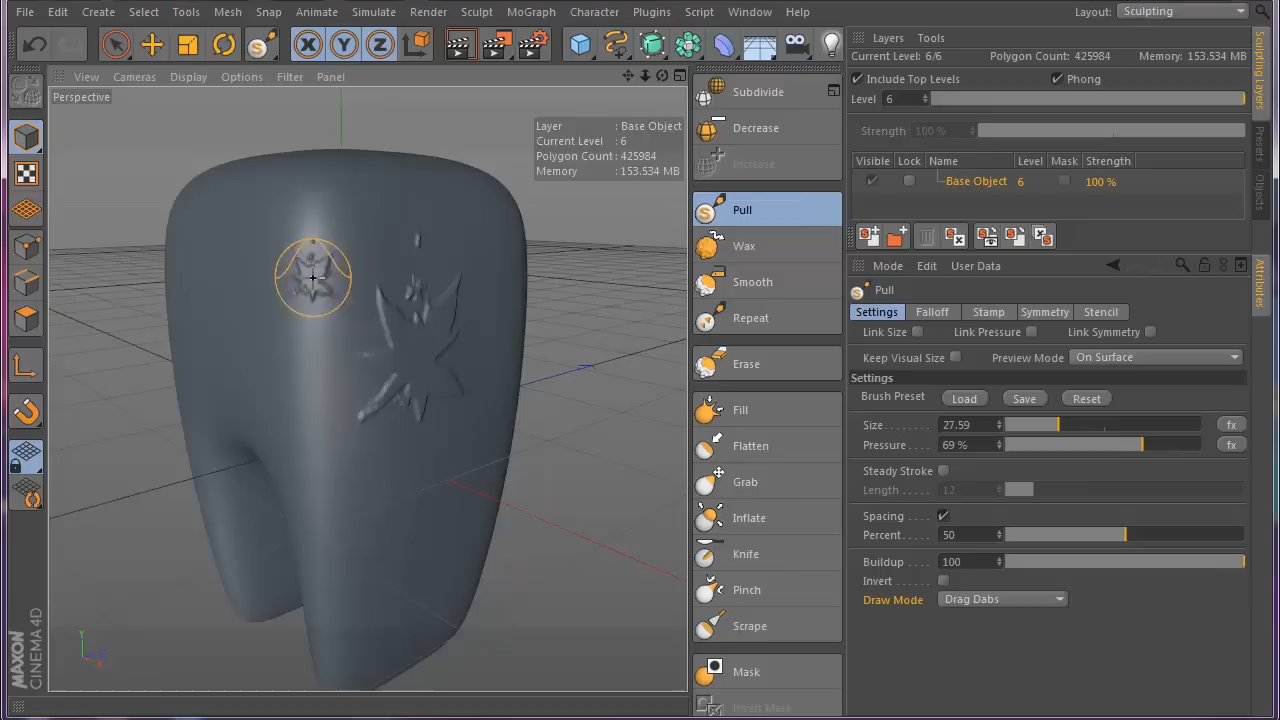 File Edit Create Select Tools Mesh Snap Animate Simulate Render Sculpt MoGraph Character Plugins Script Window Help Layout: Sculpting
X Y Z
View Cameras Display Options Filter Panel
Perspective
Layer : Base Object
Current Level : 6
Polygon Count : 425984
Memory : 153.534 MB
Y
X
MAXON
CINEMA 4D
Subdivide
Decrease
Increase
Pull
Wax
Smooth
Repeat
Erase
Fill
Flatten
Grab
Inflate
Knife
Pinch
Scrape
Mask
Invert Mask
Layers Tools
Current Level: 6/6 Polygon Count: 425984 Memory: 153.534 MB
Include Top Levels Phong
Level 6
Strength 100 %
Visible Lock Name Level Mask Strength
Base Object 6 100 %
Mode Edit User Data
Pull
Settings Falloff Stamp Symmetry Stencil
Link Size Link Pressure Link Symmetry
Keep Visual Size Preview Mode On Surface
Settings
Brush Preset Load Save Reset
Size. . . . . . . . 27.59 fx
Pressure . . . . 69 % fx
Steady Stroke
Length . . . . . . 12
Spacing . . . .
Percent. . . . . 50
Buildup . . . . . 100
Invert . . . . . .
Draw Mode Drag Dabs
Sculpting Layers
Presets
Objects
Attributes